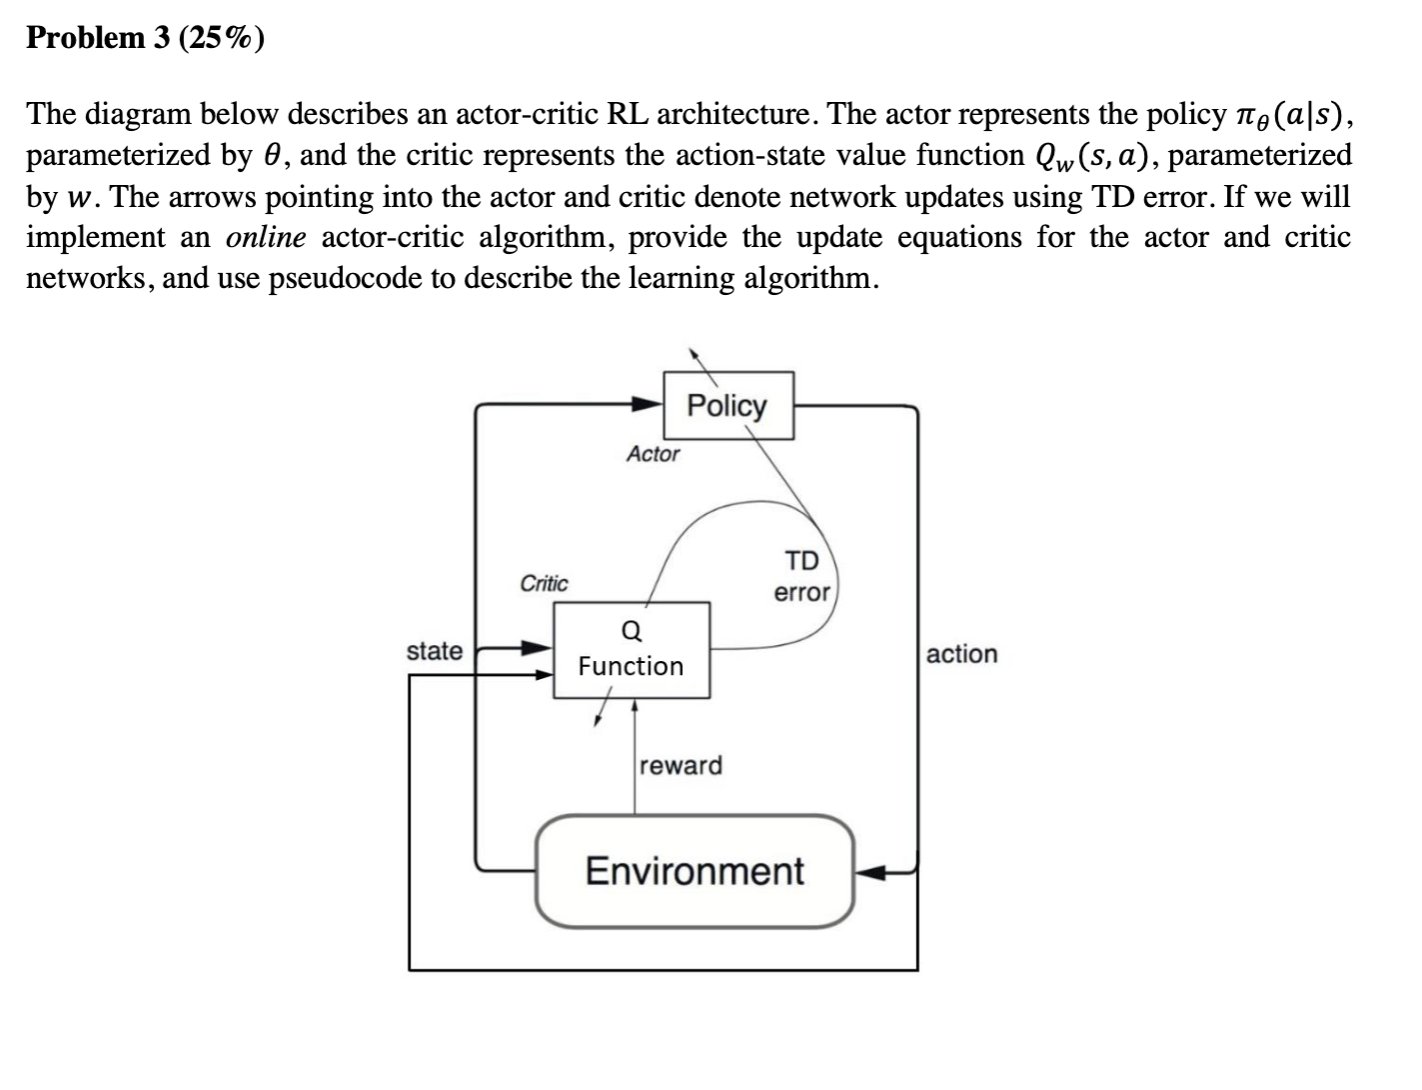 Problem 3 (25%)
The diagram below describes an actor-critic RL architecture. The actor represents the policy πθ(a|s),
parameterized by θ, and the critic represents the action-state value function Qw(s, a), parameterized
by w. The arrows pointing into the actor and critic denote network updates using TD error. If we will
implement an online actor-critic algorithm, provide the update equations for the actor and critic
networks, and use pseudocode to describe the learning algorithm.
Policy
Actor
TD
error
Critic
Q
Function
state
action
reward
Environment